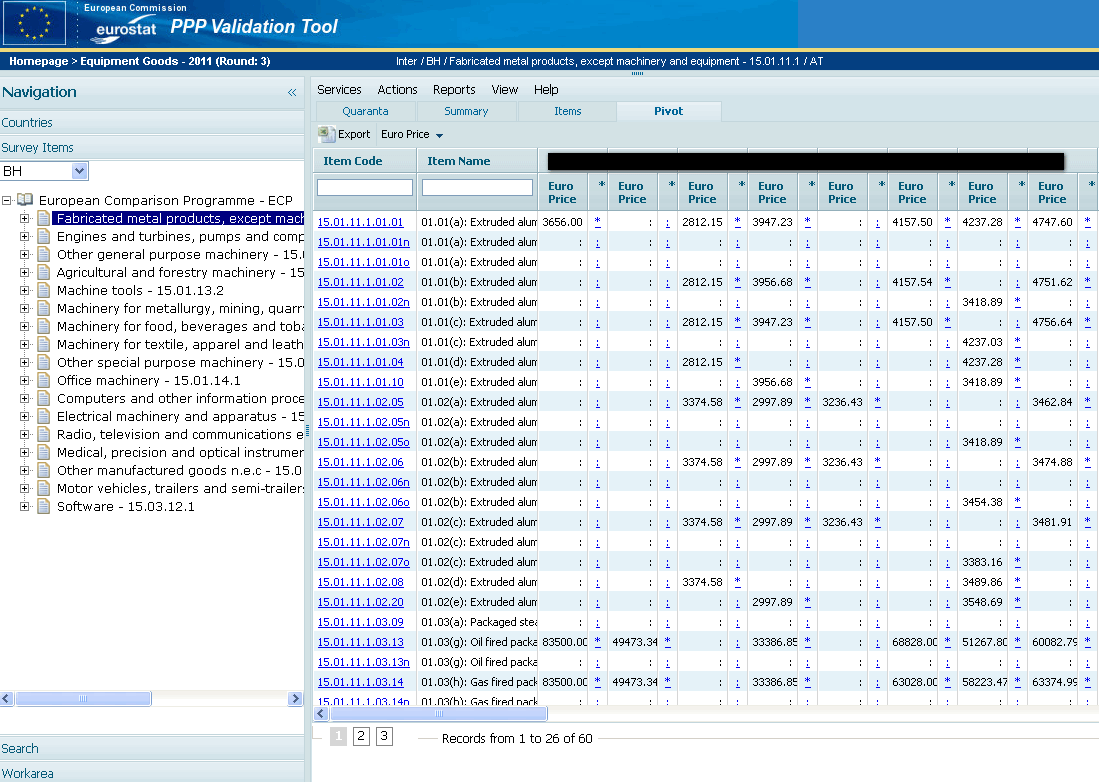 European Commission
eurostat PPP Validation Tool
Homepage > Equipment Goods - 2011 (Round: 3) Inter / BH / Fabricated metal products, except machinery and equipment - 15.01.11.1 / AT
Navigation «
Countries
Survey Items
BH
European Comparison Programme - ECP
Fabricated metal products, except mach
Engines and turbines, pumps and comp
Other general purpose machinery - 15.0
Agricultural and forestry machinery - 15
Machine tools - 15.01.13.2
Machinery for metallurgy, mining, quarr
Machinery for food, beverages and toba
Machinery for textile, apparel and leath
Other special purpose machinery - 15.0
Office machinery - 15.01.14.1
Computers and other information proce
Electrical machinery and apparatus - 15
Radio, television and communications e
Medical, precision and optical instrumer
Other manufactured goods n.e.c - 15.0
Motor vehicles, trailers and semi-trailers
Software - 15.03.12.1
Search
Workarea
Services Actions Reports View Help
Quaranta Summary Items Pivot
Export Euro Price
Item Code Item Name
Euro Price * Euro Price * Euro Price * Euro Price * Euro Price * Euro Price * Euro Price * Euro Price *
15.01.11.1.01.01 01.01(a): Extruded alum 3656.00 * : : 2812.15 * 3947.23 * : : 4157.50 * 4237.28 * 4747.60 *
15.01.11.1.01.01n 01.01(a): Extruded alum : : : : : : : : : : : : : : : :
15.01.11.1.01.01o 01.01(a): Extruded alum : : : : : : : : : : : : : : : :
15.01.11.1.01.02 01.01(b): Extruded alum : : : : 2812.15 * 3956.68 * : : 4157.54 * : : 4751.62 *
15.01.11.1.01.02n 01.01(b): Extruded alum : : : : : : : : : : : : 3418.89 * : :
15.01.11.1.01.03 01.01(c): Extruded alum : : : : 2812.15 * 3947.23 * : : 4157.50 * 4237.28 * 4756.64 *
15.01.11.1.01.03n 01.01(c): Extruded alum : : : : : : : : : : : : 4237.03 * : :
15.01.11.1.01.04 01.01(d): Extruded alum : : : : 2812.15 * : : : : : : 4237.28 * : :
15.01.11.1.01.10 01.01(e): Extruded alum : : : : : : 3956.68 * : : : : 3418.89 * : :
15.01.11.1.02.05 01.02(a): Extruded alum : : : : 3374.58 * 2997.89 * 3236.43 * : : : : 3462.84 *
15.01.11.1.02.05n 01.02(a): Extruded alum : : : : : : : : : : : : : : : :
15.01.11.1.02.05o 01.02(a): Extruded alum : : : : : : : : : : : : 3418.89 * : :
15.01.11.1.02.06 01.02(b): Extruded alum : : : : 3374.58 * 2997.89 * 3236.43 * : : : : 3474.88 *
15.01.11.1.02.06n 01.02(b): Extruded alum : : : : : : : : : : : : : : : :
15.01.11.1.02.06o 01.02(b): Extruded alum : : : : : : : : : : : : 3454.38 * : :
15.01.11.1.02.07 01.02(c): Extruded alum : : : : 3374.58 * 2997.89 * 3236.43 * : : : : 3481.91 *
15.01.11.1.02.07n 01.02(c): Extruded alum : : : : : : : : : : : : : : : :
15.01.11.1.02.07o 01.02(c): Extruded alum : : : : : : : : : : : : 3383.16 * : :
15.01.11.1.02.08 01.02(d): Extruded alum : : : : 3374.58 * : : : : : : 3489.86 * : :
15.01.11.1.02.20 01.02(e): Extruded alum : : : : : : 2997.89 * : : : : 3548.69 * : :
15.01.11.1.03.09 01.03(a): Packaged stea : : : : : : : : : : : : : : : :
15.01.11.1.03.13 01.03(g): Oil fired packa 83500.00 * 49473.34 * : : 33386.85 * : : 68828.00 * 51267.80 * 60082.79 *
15.01.11.1.03.13n 01.03(g): Oil fired packa : : : : : : : : : : : : : : : :
15.01.11.1.03.14 01.03(h): Gas fired pack 83500.00 * 49473.34 * : : 33386.85 * : : 63028.00 * 58223.47 * 63374.99 *
15.01.11.1.03.14n 01.03(h): Gas fired pack : : : : : : : : : : : : : : : :
1 2 3 Records from 1 to 26 of 60